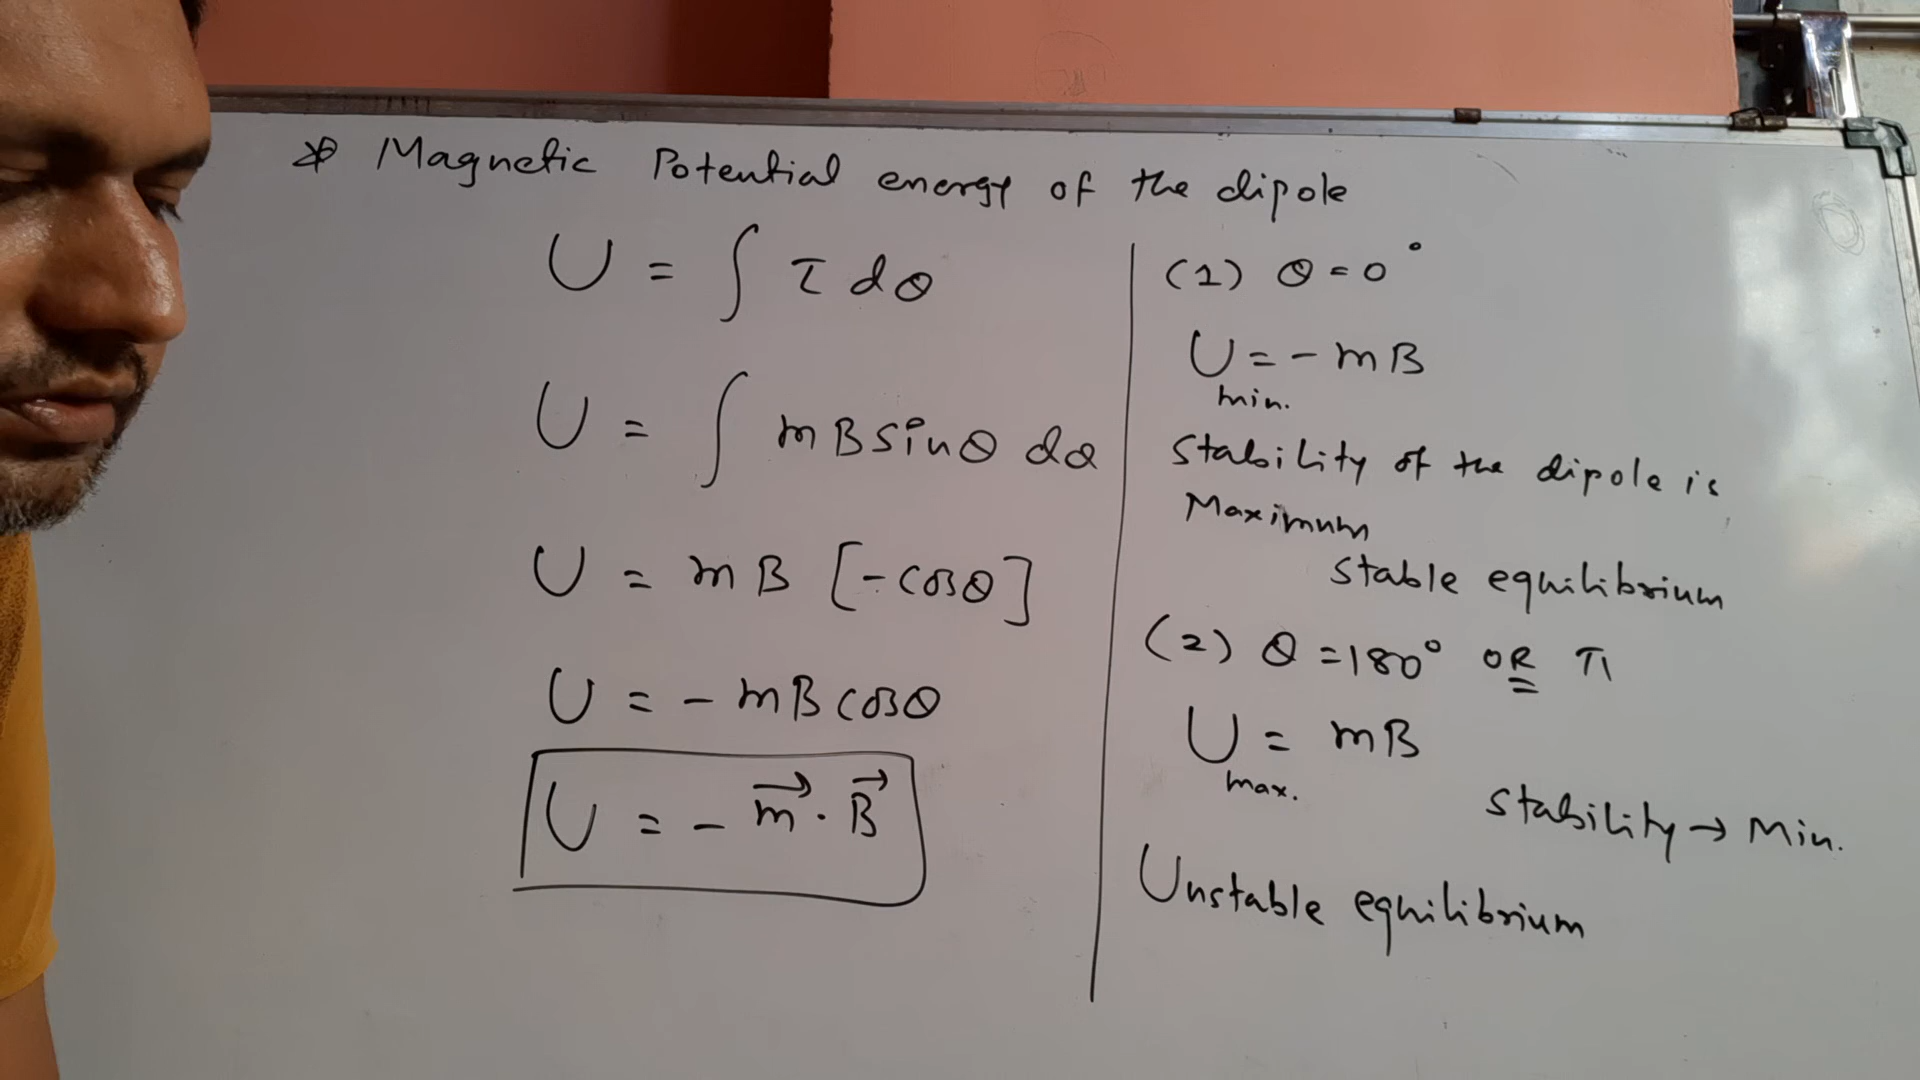 * Magnetic Potential energy of the dipole
U = ∫ τ dθ
U = ∫ mB sinθ dθ
U = mB [-cosθ]
U = - mB cosθ
U = - m⃗ · B⃗
(1) θ = 0°
U min. = - mB
Stability of the dipole is
Maximum
Stable equilibrium
(2) θ = 180° OR π
U max. = mB
Stability → Min.
Unstable equilibrium